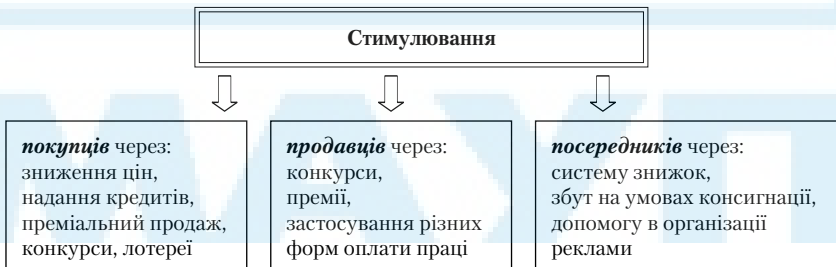 Стимулювання
покупців через:
зниження цін,
надання кредитів,
преміальний продаж,
конкурси, лотереї
продавців через:
конкурси,
премії,
застосування різних
форм оплати праці
посередників через:
систему знижок,
збут на умовах консигнації,
допомогу в організації
реклами
МАУП